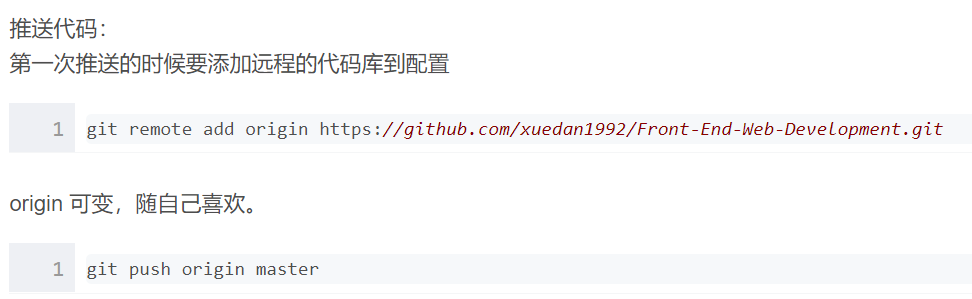 推送代码：
第一次推送的时候要添加远程的代码库到配置
1 git remote add origin https://github.com/xuedan1992/Front-End-Web-Development.git
origin 可变，随自己喜欢。
1 git push origin master